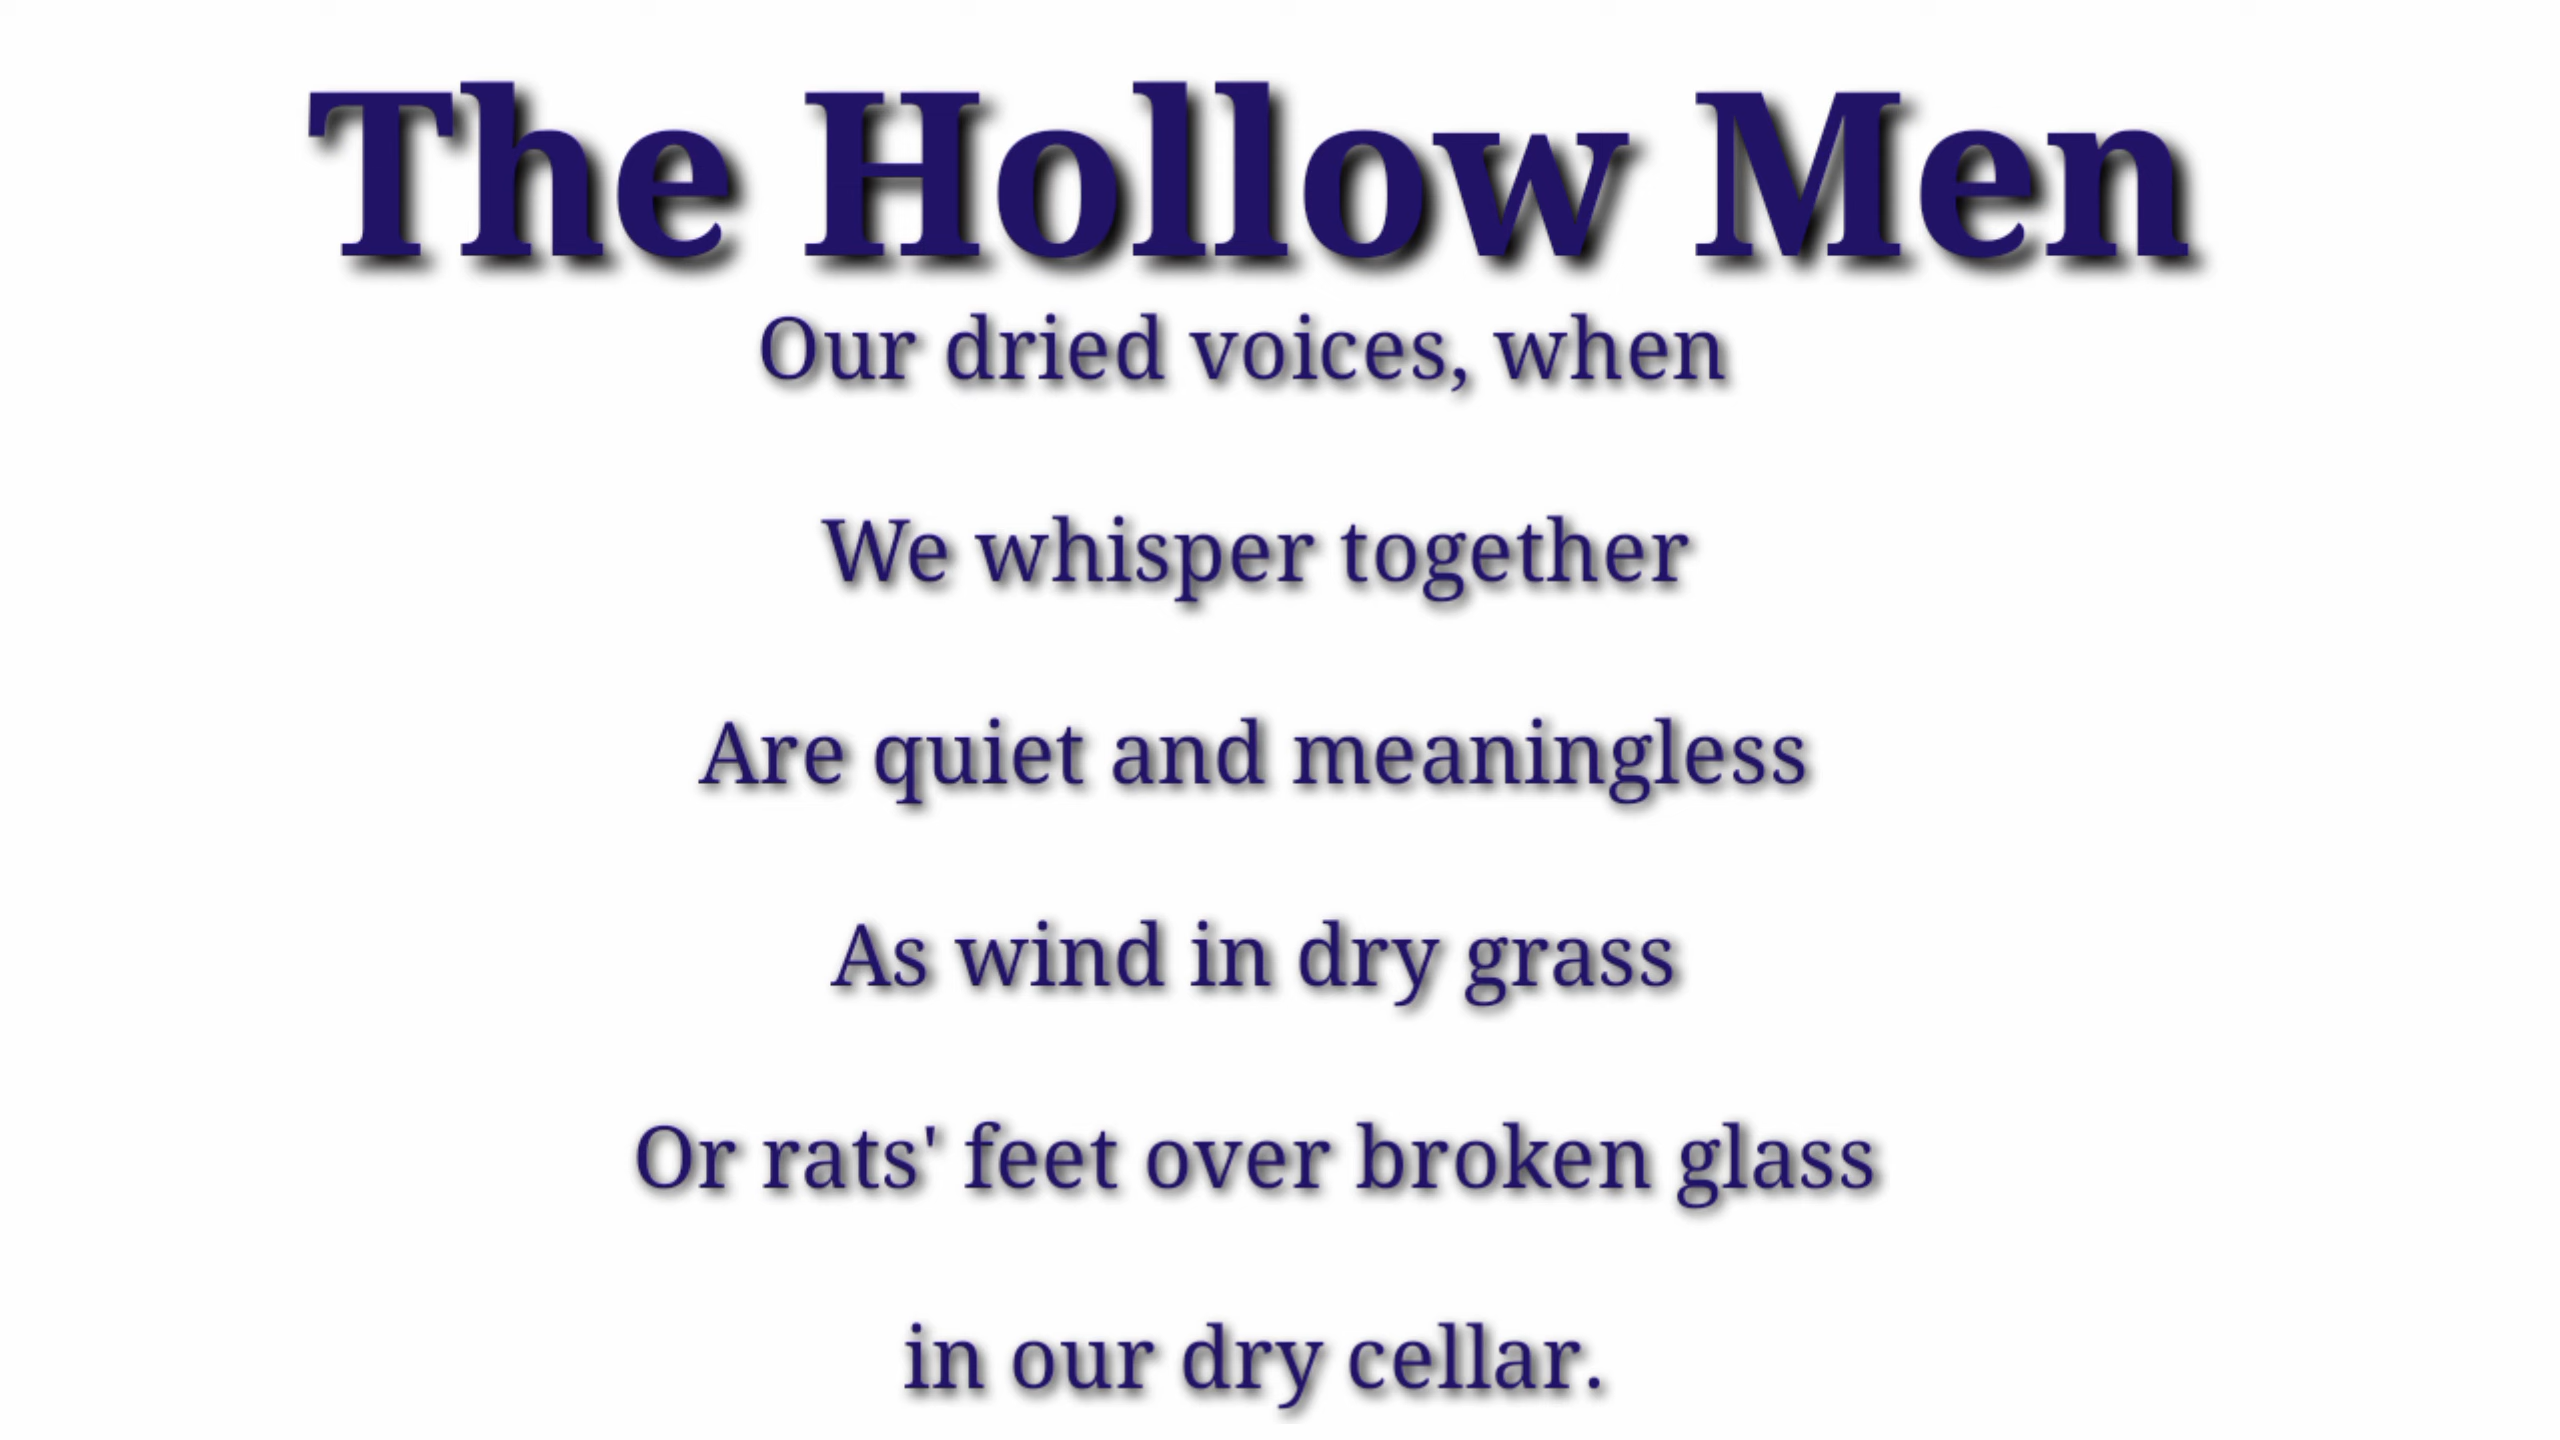 The Hollow Men
Our dried voices, when
We whisper together
Are quiet and meaningless
As wind in dry grass
Or rats' feet over broken glass
in our dry cellar.